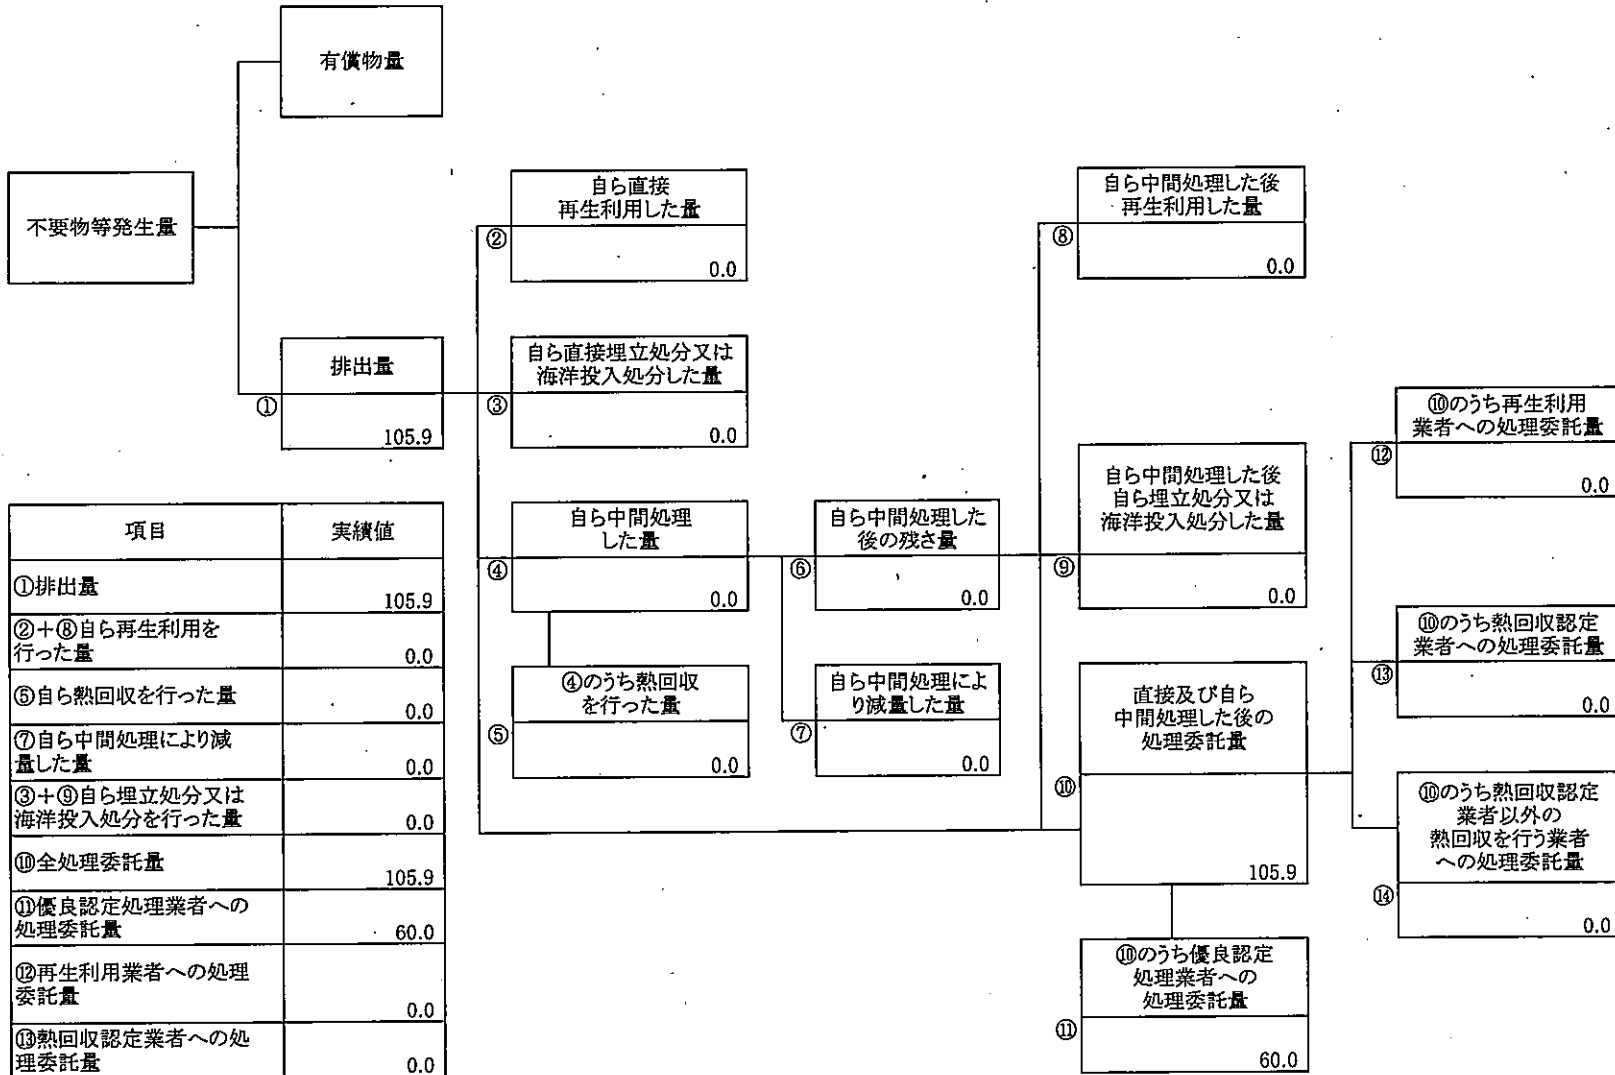 有償物量
不要物等発生量
排出量
①
105.9
自ら直接
再生利用した量
②
0.0
自ら直接埋立処分又は
海洋投入処分した量
③
0.0
自ら中間処理
した量
④
0.0
④のうち熱回収
を行った量
⑤
0.0
自ら中間処理した
後の残さ量
⑥
0.0
自ら中間処理によ
り減量した量
⑦
0.0
自ら中間処理した後
再生利用した量
⑧
0.0
自ら中間処理した後
自ら埋立処分又は
海洋投入処分した量
⑨
0.0
直接及び自ら
中間処理した後の
処理委託量
⑩
105.9
⑩のうち優良認定
処理業者への
処理委託量
⑪
60.0
⑩のうち再生利用
業者への処理委託量
⑫
0.0
⑩のうち熱回収認定
業者への処理委託量
⑬
0.0
⑩のうち熱回収認定
業者以外の
熱回収を行う業者
への処理委託量
⑭
0.0
項目 実績値
①排出量 105.9
②+⑧自ら再生利用を
行った量 0.0
⑤自ら熱回収を行った量 0.0
⑦自ら中間処理により減
量した量 0.0
③+⑨自ら埋立処分又は
海洋投入処分を行った量 0.0
⑩全処理委託量 105.9
⑪優良認定処理業者への
処理委託量 60.0
⑫再生利用業者への処理
委託量 0.0
⑬熱回収認定業者への処
理委託量 0.0